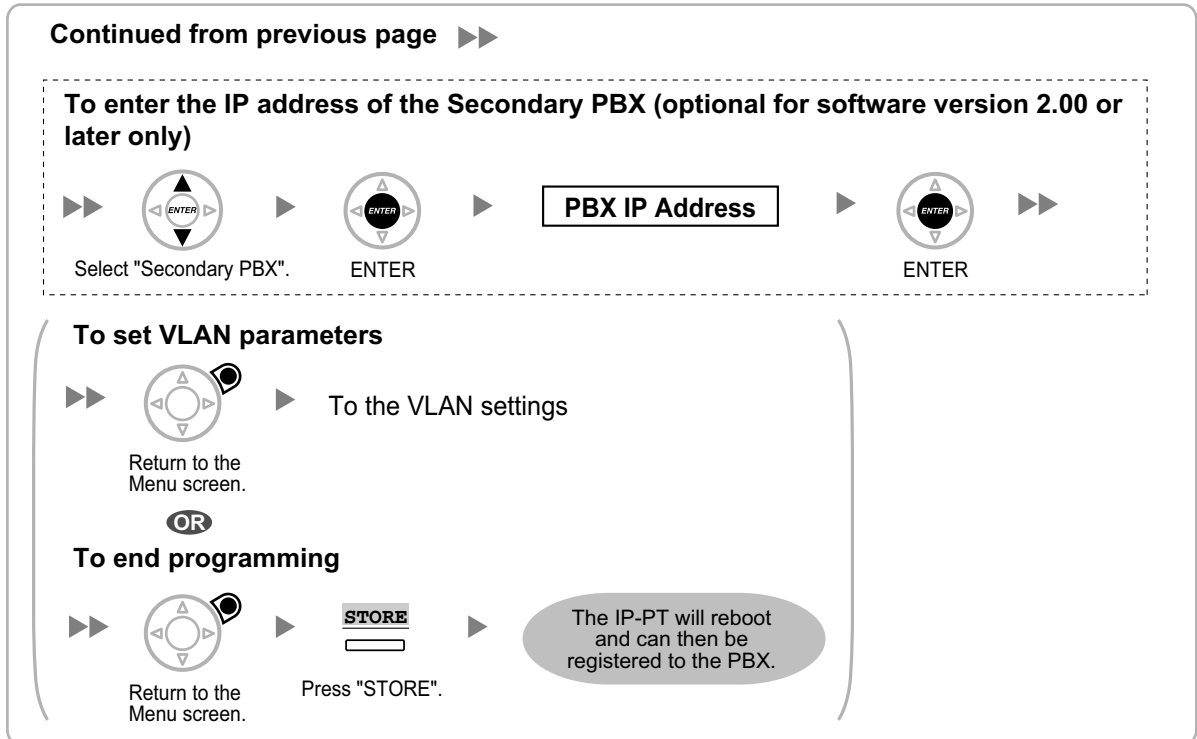 Continued from previous page
To enter the IP address of the Secondary PBX (optional for software version 2.00 or
later only)
ENTER
ENTER
PBX IP Address
ENTER
Select "Secondary PBX".
ENTER
ENTER
To set VLAN parameters
To the VLAN settings
Return to the
Menu screen.
OR
To end programming
STORE
The IP-PT will reboot
and can then be
registered to the PBX.
Return to the
Menu screen.
Press "STORE".